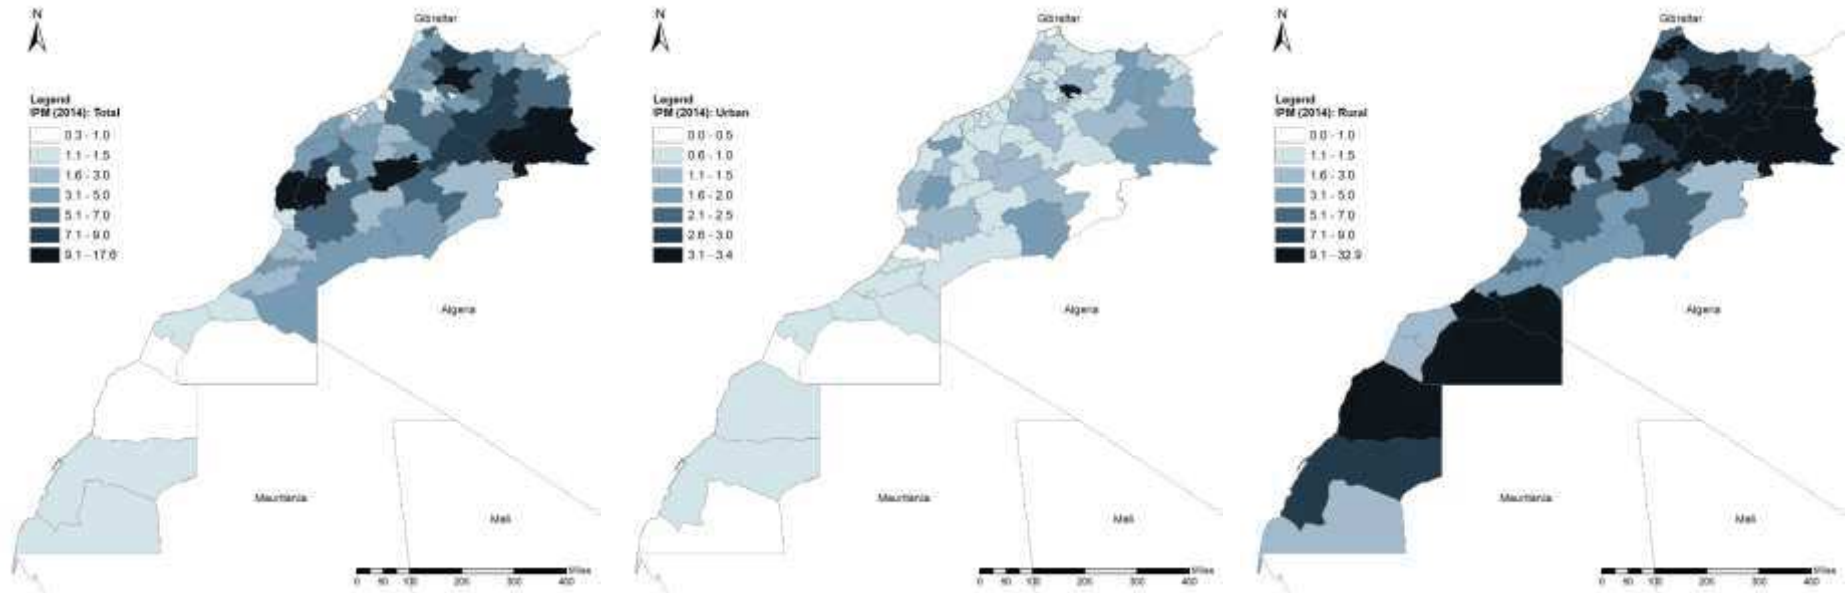 N
Gibraltar
Legend
IPM (2014): Total
0.3 - 1.0
1.1 - 1.5
1.6 - 3.0
3.1 - 5.0
5.1 - 7.0
7.1 - 9.0
9.1 - 17.6
Algeria
Mauritania
Mali
0 50 100 200 300 400
Miles
N
Gibraltar
Legend
IPM (2014): Urban
0.0 - 0.5
0.6 - 1.0
1.1 - 1.5
1.6 - 2.0
2.1 - 2.5
2.6 - 3.0
3.1 - 3.4
Algeria
Mauritania
Mali
0 50 100 200 300 400
Miles
N
Gibraltar
Legend
IPM (2014): Rural
0.0 - 1.0
1.1 - 1.5
1.6 - 3.0
3.1 - 5.0
5.1 - 7.0
7.1 - 9.0
9.1 - 32.9
Algeria
Mauritania
Mali
0 50 100 200 300 400
Miles